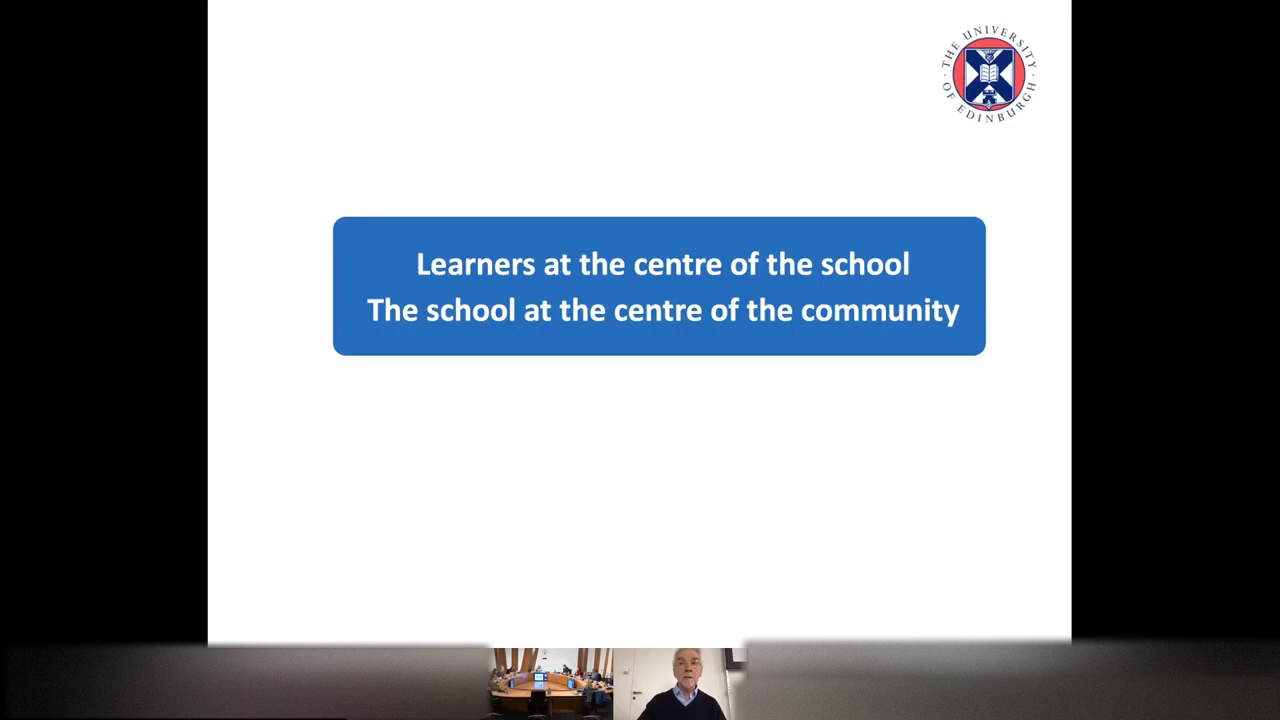 THE UNIVERSITY
OF EDINBURGH
Learners at the centre of the school
The school at the centre of the community